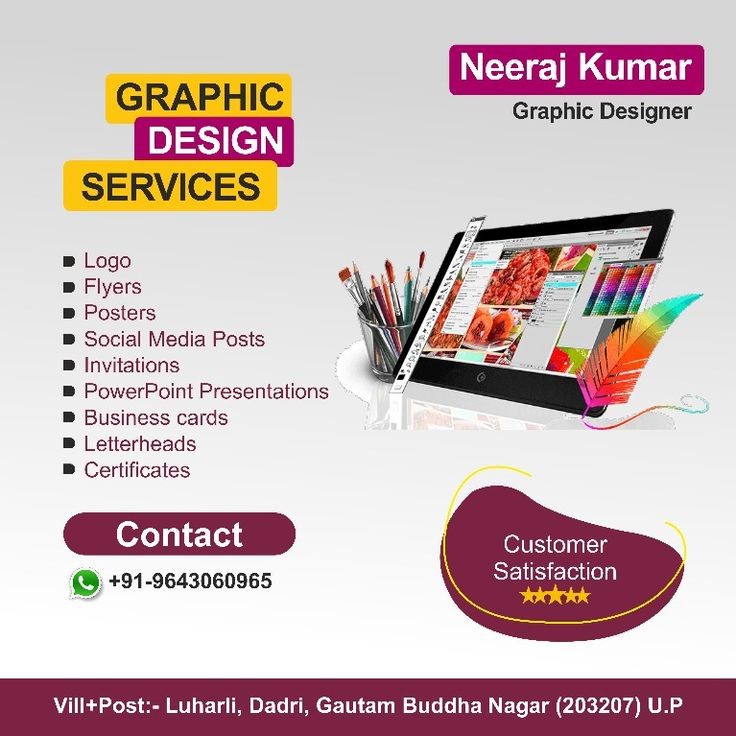 Neeraj Kumar
Graphic Designer
GRAPHIC
DESIGN
SERVICES
Logo
Flyers
Posters
Social Media Posts
Invitations
PowerPoint Presentations
Business cards
Letterheads
Certificates
Contact
+91-9643060965
Customer
Satisfaction
Vill+Post:- Luharli, Dadri, Gautam Buddha Nagar (203207) U.P